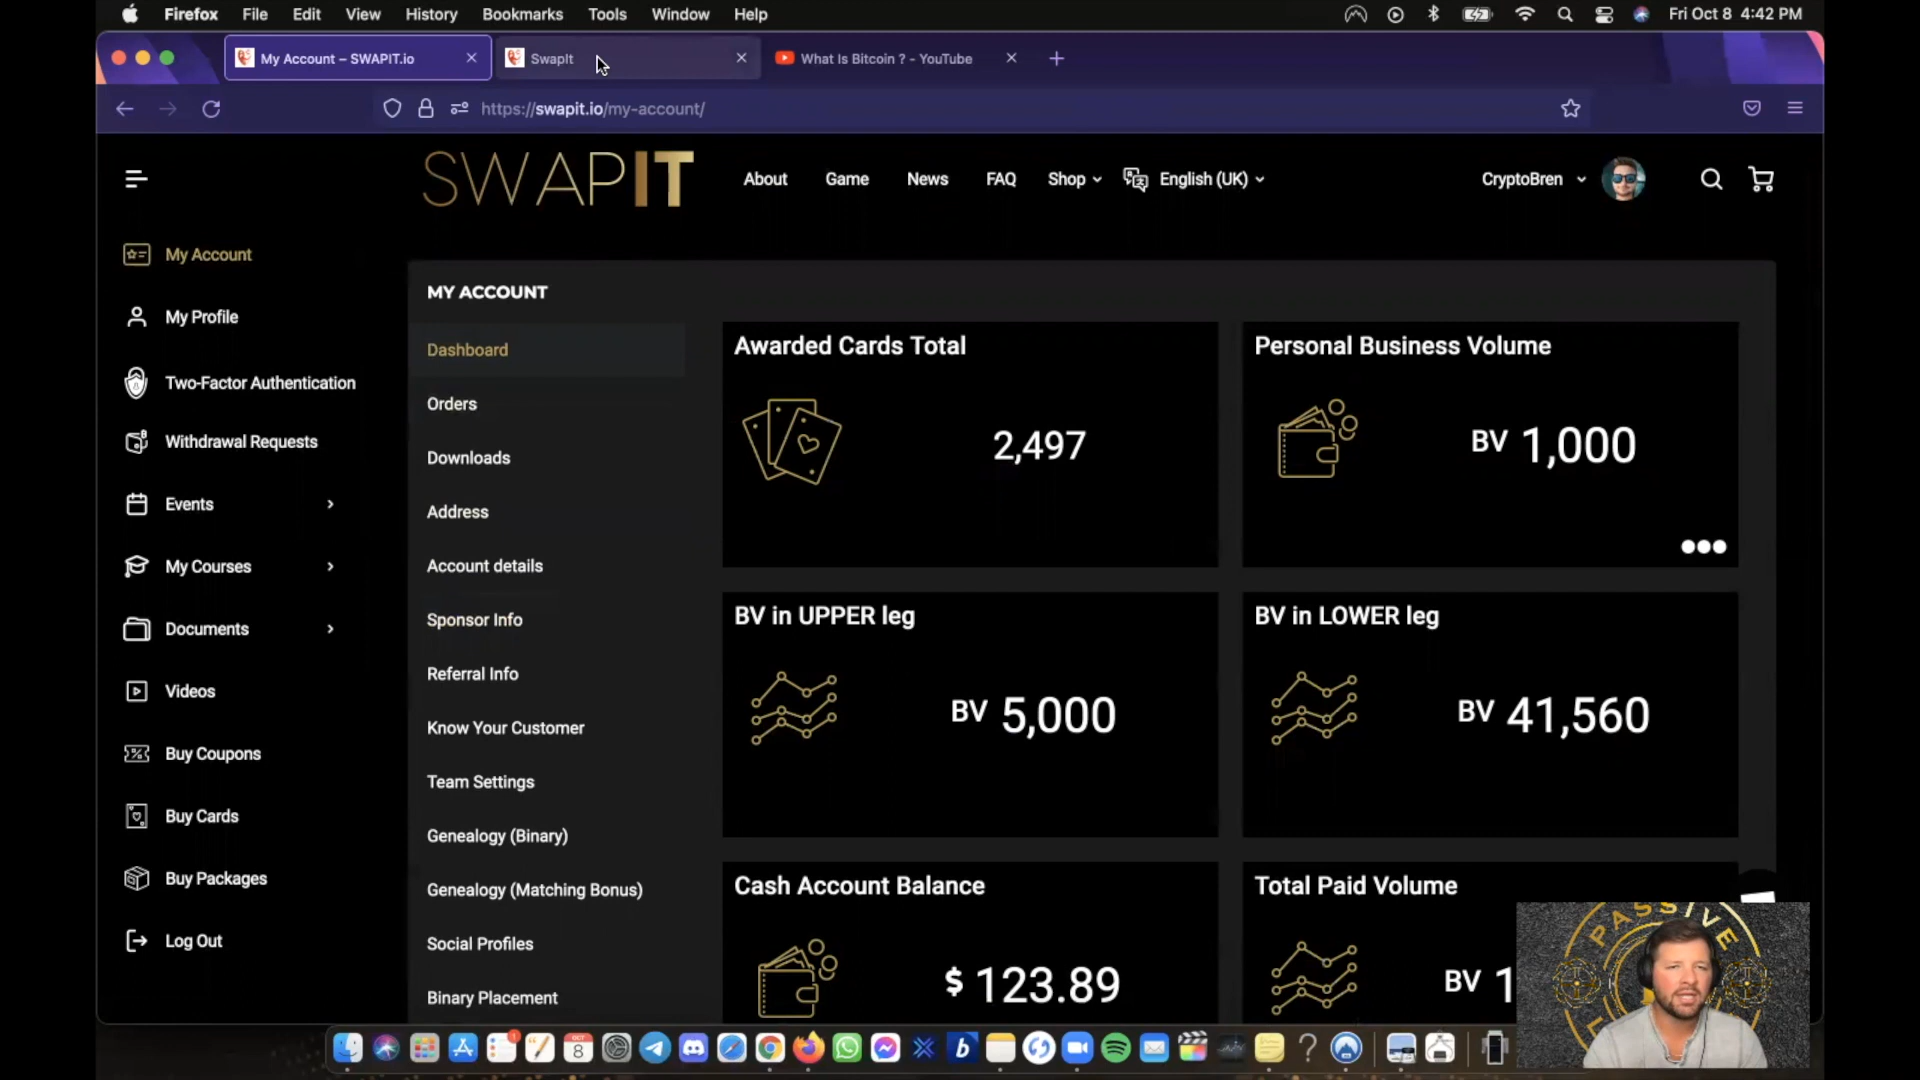 Firefox File Edit View History Bookmarks Tools Window Help Fri Oct 8 4:42 PM
My Account – SWAPIT.io SwapIt What Is Bitcoin ? - YouTube
https://swapit.io/my-account/
SWAPIT About Game News FAQ Shop English (UK) CryptoBren
My Account
My Profile
Two-Factor Authentication
Withdrawal Requests
Events
My Courses
Documents
Videos
Buy Coupons
Buy Cards
Buy Packages
Log Out
MY ACCOUNT
Dashboard
Orders
Downloads
Address
Account details
Sponsor Info
Referral Info
Know Your Customer
Team Settings
Genealogy (Binary)
Genealogy (Matching Bonus)
Social Profiles
Binary Placement
Awarded Cards Total
2,497
Personal Business Volume
BV 1,000
BV in UPPER leg
BV 5,000
BV in LOWER leg
BV 41,560
Cash Account Balance
$ 123.89
Total Paid Volume
BV 1
PASSIVE
OCT
8
1
b
?